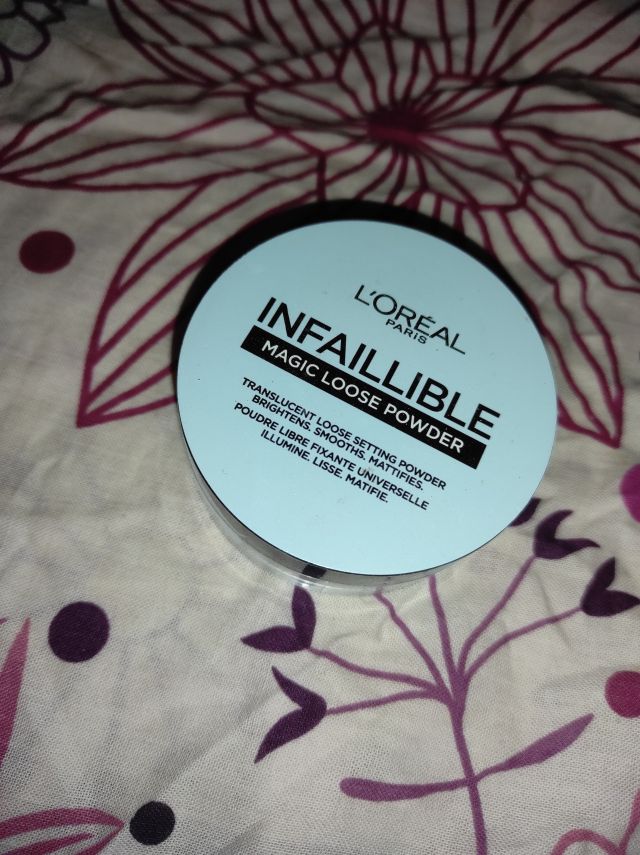 L'ORÉAL
PARIS
INFAILLIBLE
MAGIC LOOSE POWDER
TRANSLUCENT LOOSE SETTING POWDER
BRIGHTENS. SMOOTHS. MATTIFIES.
POUDRE LIBRE FIXANTE UNIVERSELLE
ILLUMINE. LISSE. MATIFIE.